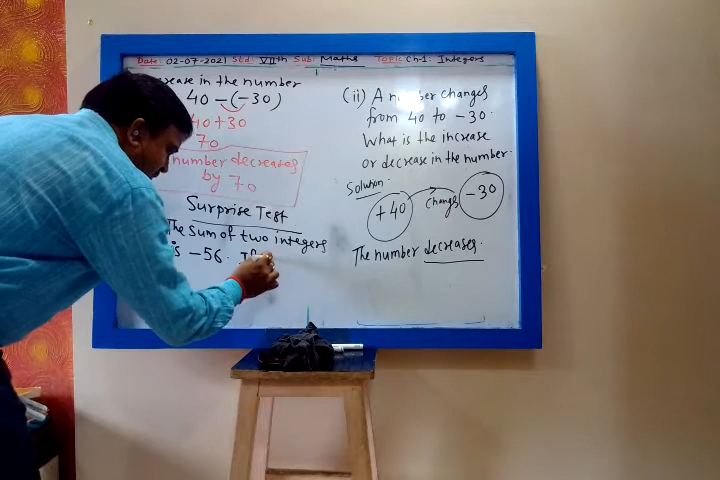 Date: 02-07-2021 Std: VIIth Sub: Maths Topic Ch-1: Integers
in the number
40 - (-30)
40 + 30
70
number decreases
by 70
Surprise Test
The sum of two integers
is -56. If
(ii) A number changes
from 40 to -30.
What is the increase
or decrease in the number.
Solution.
+40 change -30
The number decreases.